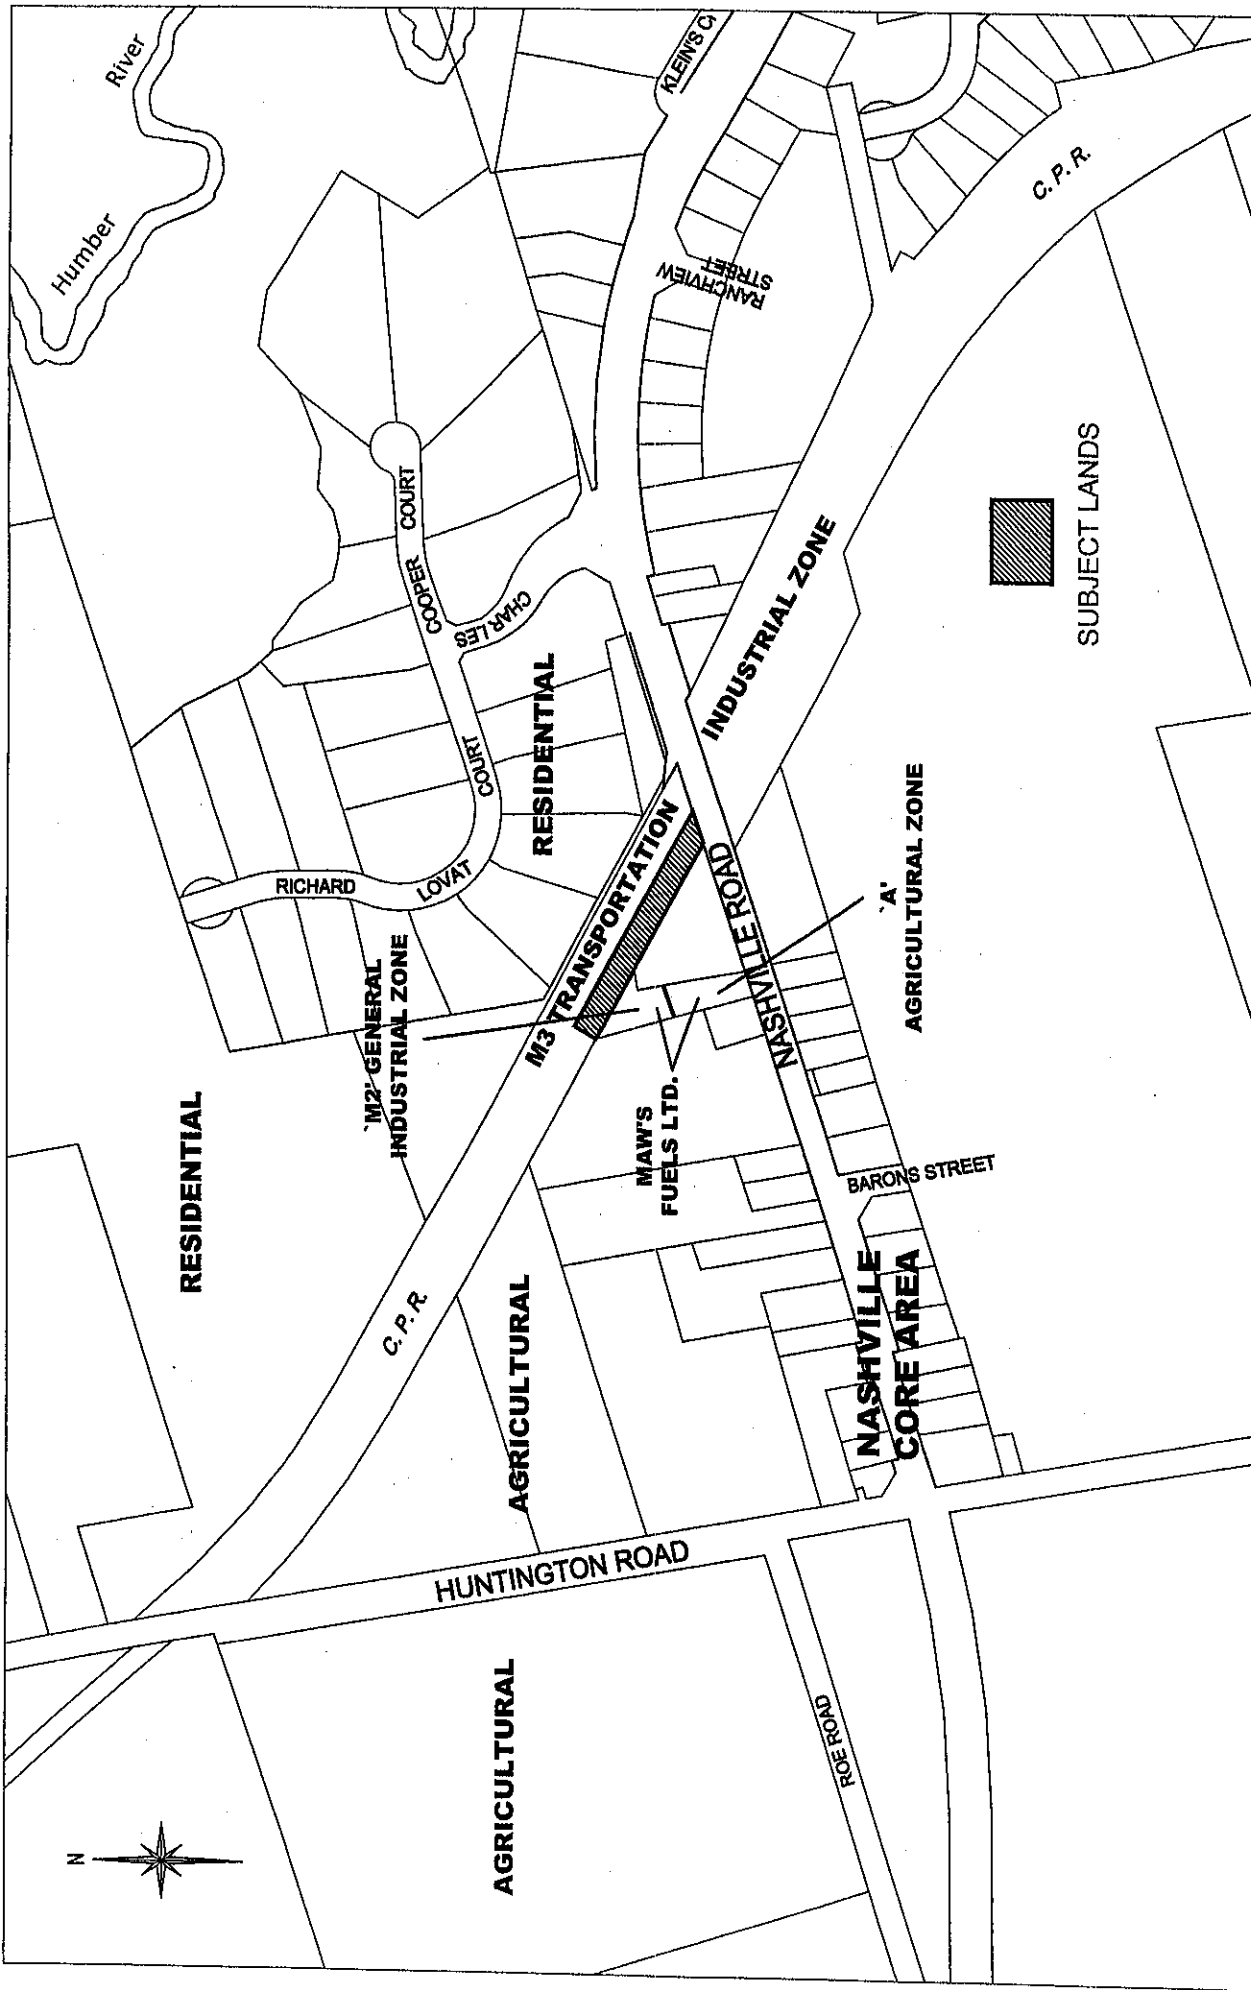 River
Humber
KLEIN'S
RANCHVIEW
STREET
C. P. R.
COOPER COURT
CHARLES
RICHARD LOVAT COURT
RESIDENTIAL
INDUSTRIAL ZONE
SUBJECT LANDS
M3 TRANSPORTATION
NASHVILLE ROAD
`A'
AGRICULTURAL ZONE
`M2' GENERAL
INDUSTRIAL ZONE
MAW'S
FUELS LTD.
BARONS STREET
RESIDENTIAL
C. P. R.
AGRICULTURAL
NASHVILLE
CORE AREA
HUNTINGTON ROAD
ROE ROAD
AGRICULTURAL
N